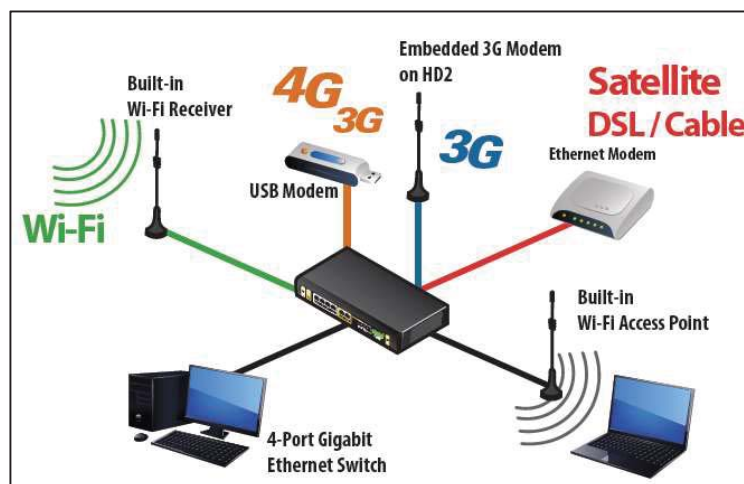 Built-in
Wi-Fi Receiver
Wi-Fi
4G
3G
USB Modem
Embedded 3G Modem
on HD2
3G
Satellite
DSL / Cable
Ethernet Modem
Built-in
Wi-Fi Access Point
4-Port Gigabit
Ethernet Switch